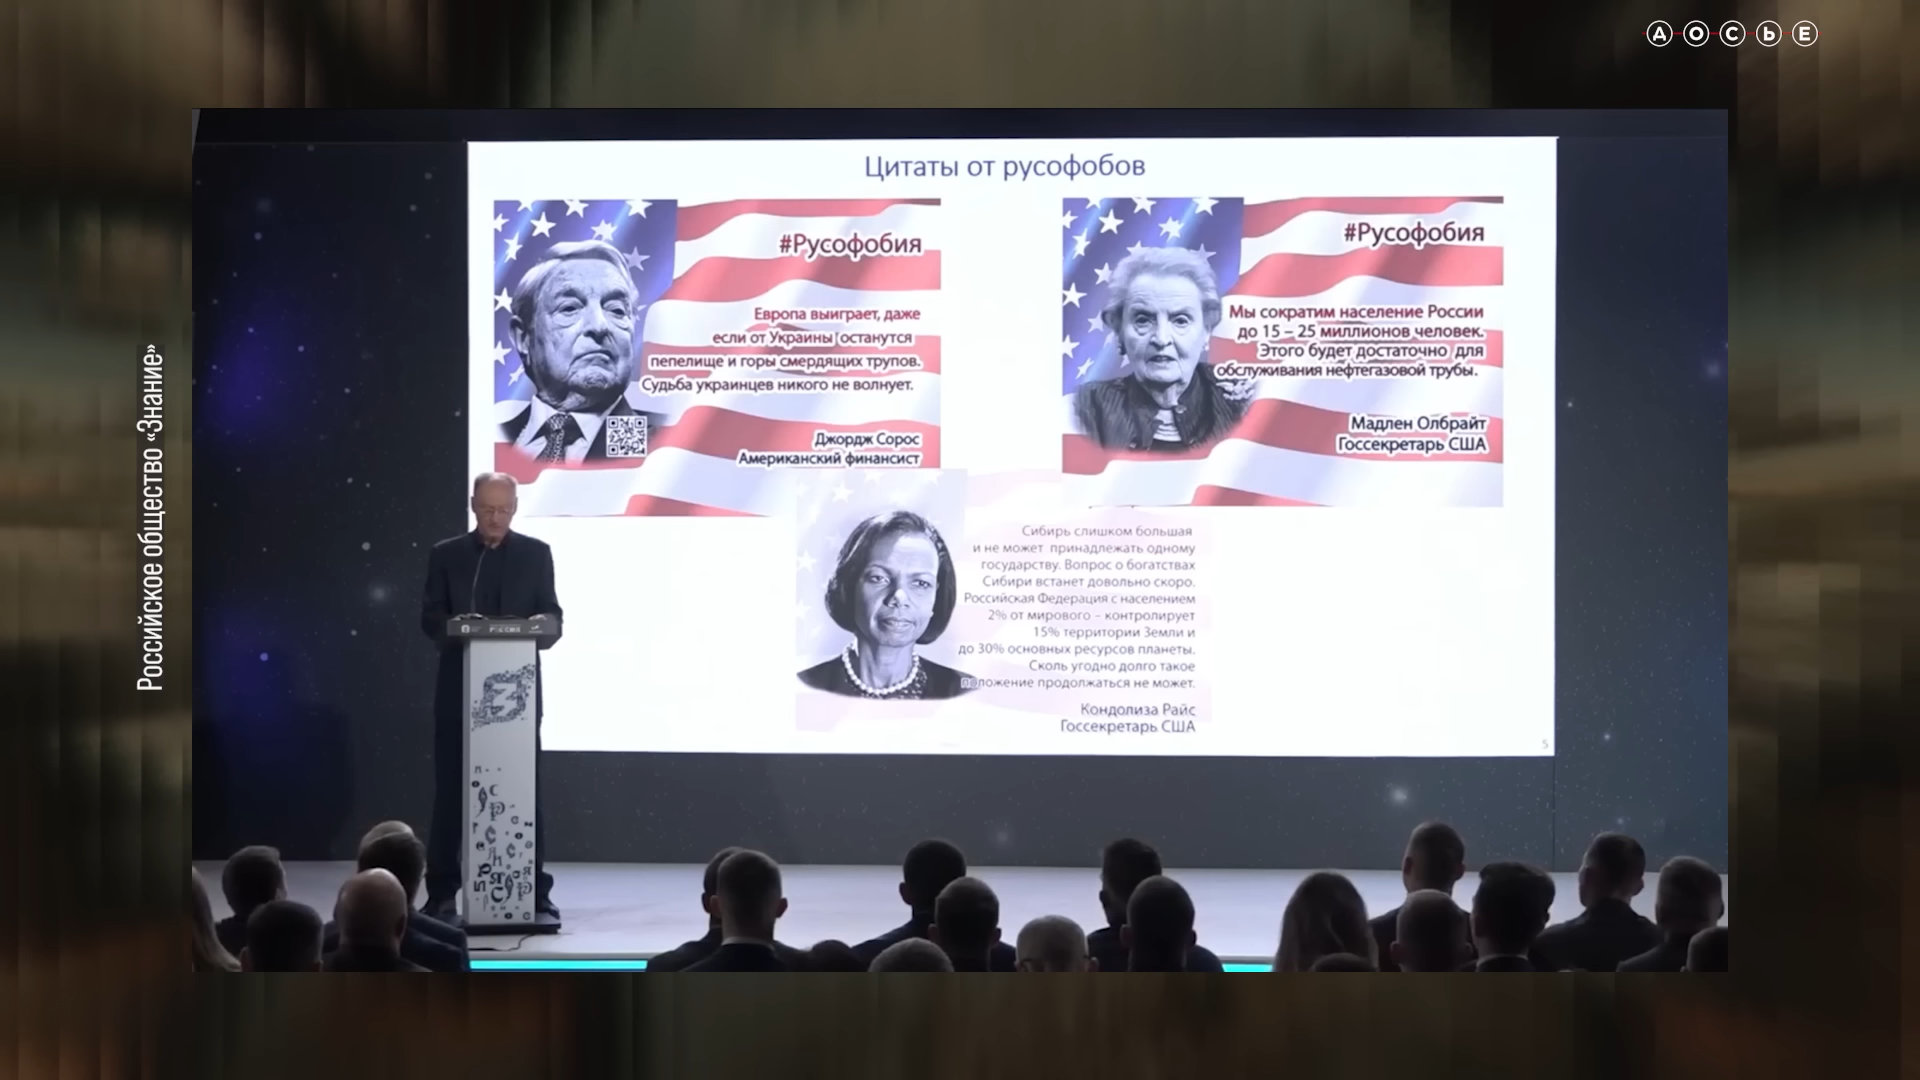 ДОСЬЕ
Российское общество «Знание»
Цитаты от русофобов
#Русофобия
Европа выиграет, даже
если от Украины останутся
пепелище и горы смердящих трупов.
Судьба украинцев никого не волнует.
Джордж Сорос
Американский финансист
#Русофобия
Мы сократим население России
до 15 – 25 миллионов человек.
Этого будет достаточно для
обслуживания нефтегазовой трубы.
Мадлен Олбрайт
Госсекретарь США
Сибирь слишком большая
и не может принадлежать одному
государству. Вопрос о богатствах
Сибири встанет довольно скоро.
Российская Федерация с населением
2% от мирового – контролирует
15% территории Земли и
до 30% основных ресурсов планеты.
Сколь угодно долго такое
положение продолжаться не может.
Кондолиза Райс
Госсекретарь США
5